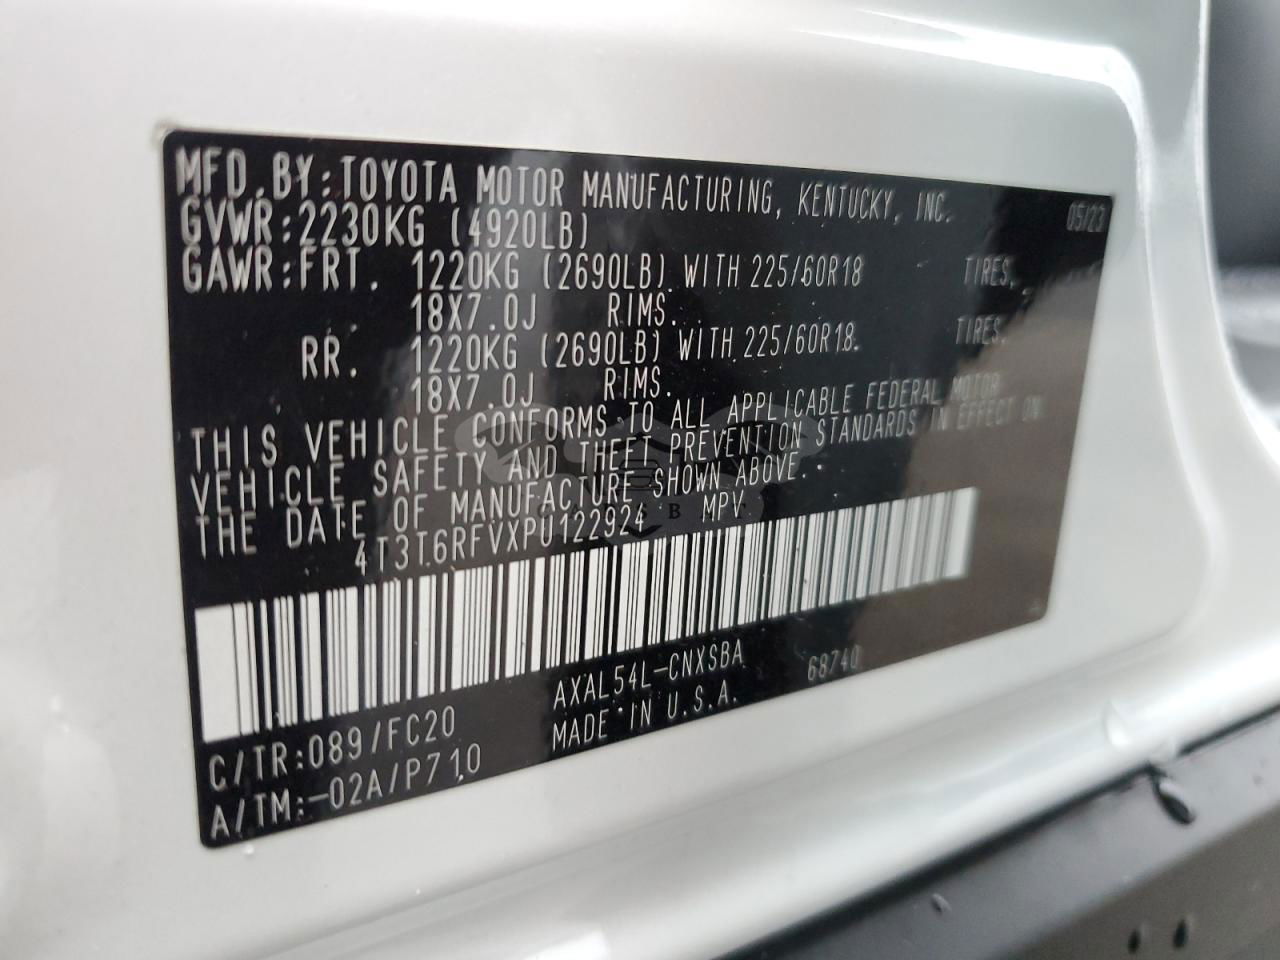 MFD.BY:TOYOTA MOTOR MANUFACTURING, KENTUCKY, INC. 05/23
GVWR:2230KG (4920LB)
GAWR:FRT. 1220KG (2690LB) WITH 225/60R18 TIRES,
18X7.0J RIMS.
RR. 1220KG (2690LB) WITH 225/60R18 TIRES,
18X7.0J RIMS.
THIS VEHICLE CONFORMS TO ALL APPLICABLE FEDERAL MOTOR
VEHICLE SAFETY AND THEFT PREVENTION STANDARDS IN EFFECT ON
THE DATE OF MANUFACTURE SHOWN ABOVE.
4T3T6RFVXPU122924 MPV
C/TR:089/FC20 AXAL54L-CNXSBA 68740
A/TM:-02A/P710 MADE IN U.S.A.